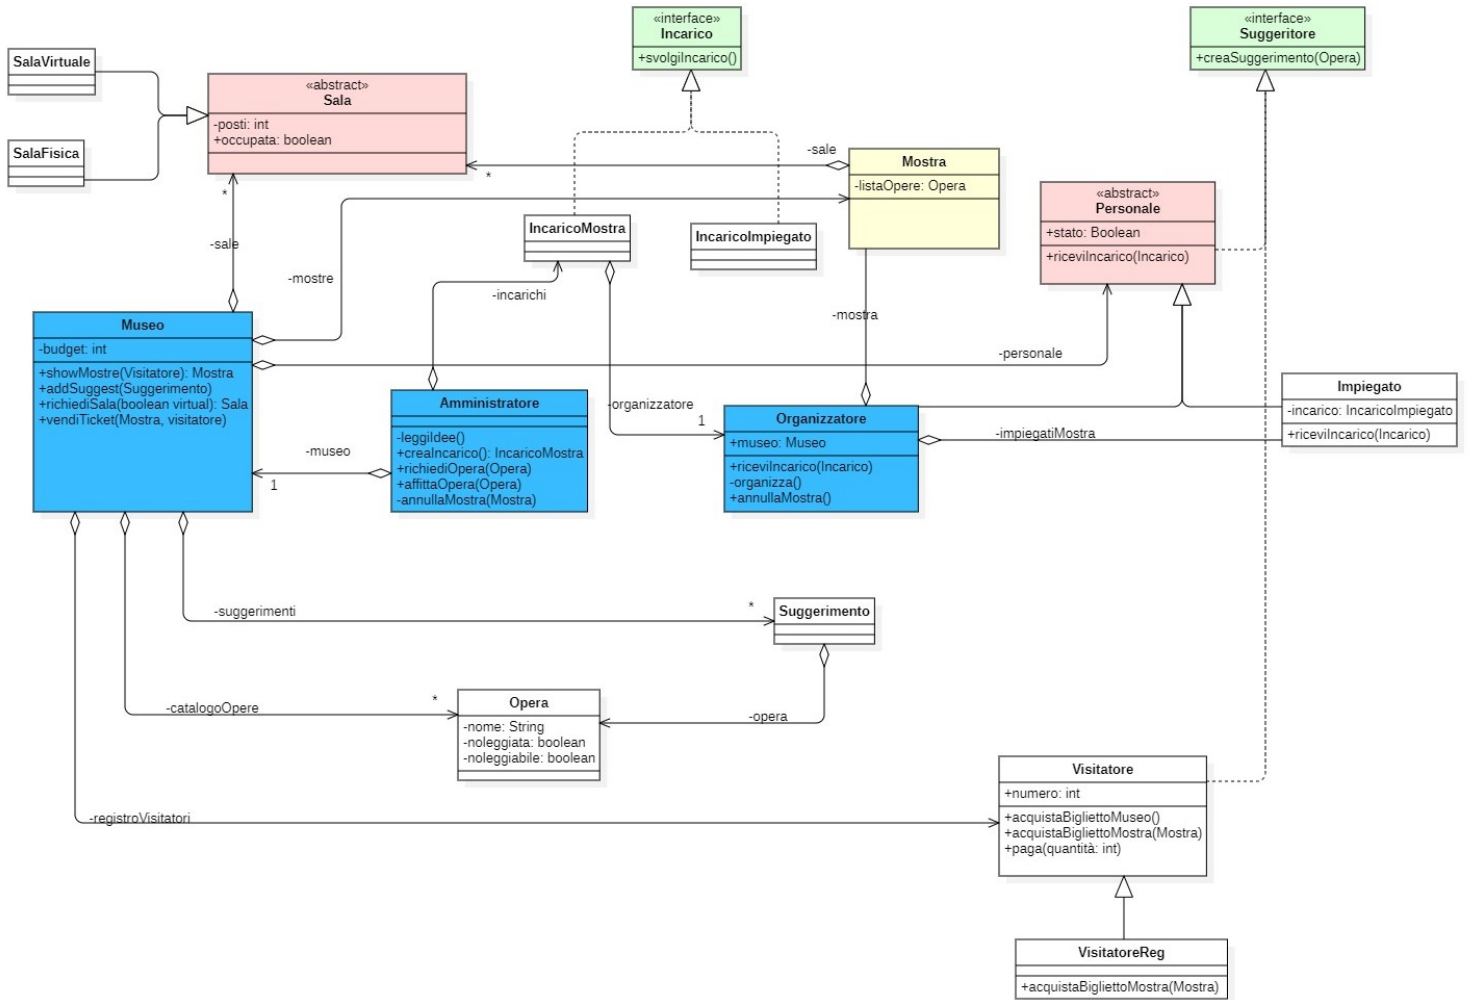 SalaVirtuale
SalaFisica
«abstract»
Sala
-posti: int
+occupata: boolean
«interface»
Incarico
+svolgiIncarico()
«interface»
Suggeritore
+creaSuggerimento(Opera)
-sale
*
Mostra
-listaOpere: Opera
«abstract»
Personale
+stato: Boolean
+riceviIncarico(Incarico)
IncaricoMostra
IncaricoImpiegato
*
-sale
-mostre
-incarichi
-mostra
-personale
Museo
-budget: int
+showMostre(Visitatore): Mostra
+addSuggest(Suggerimento)
+richiediSala(boolean virtual): Sala
+vendiTicket(Mostra, visitatore)
-museo
1
Amministratore
-leggiIdee()
+creaIncarico(): IncaricoMostra
+richiediOpera(Opera)
+affittaOpera(Opera)
-annullaMostra(Mostra)
-organizzatore
1
Organizzatore
+museo: Museo
+riceviIncarico(Incarico)
-organizza()
+annullaMostra()
-impiegatiMostra
Impiegato
-incarico: IncaricoImpiegato
+riceviIncarico(Incarico)
-suggerimenti
*
Suggerimento
-catalogoOpere
*
Opera
-nome: String
-noleggiata: boolean
-noleggiabile: boolean
-opera
-registroVisitatori
Visitatore
+numero: int
+acquistaBigliettoMuseo()
+acquistaBigliettoMostra(Mostra)
+paga(quantità: int)
VisitatoreReg
+acquistaBigliettoMostra(Mostra)